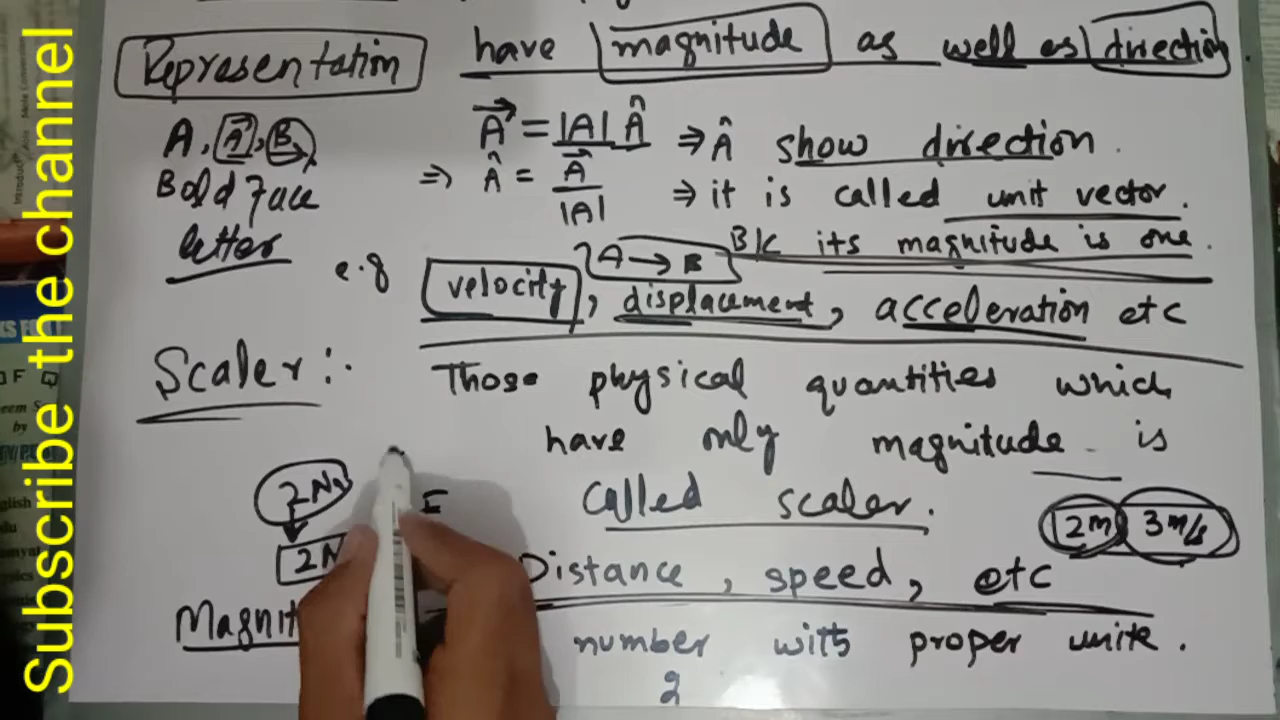 Subscribe the channel
have magnitude as well as direction
Representation
A, A, B,
Bold face
letter
A = |A| Â ⇒ Â show direction.
⇒ Â = A / |A| ⇒ it is called unit vector.
B/C its magnitude is one.
A → B
e.g velocity, displacement, acceleration etc
Scaler :- Those physical quantities which
have only magnitude is
called scaler.
2m 3m/s
Distance, speed, etc
number with proper unite.
2